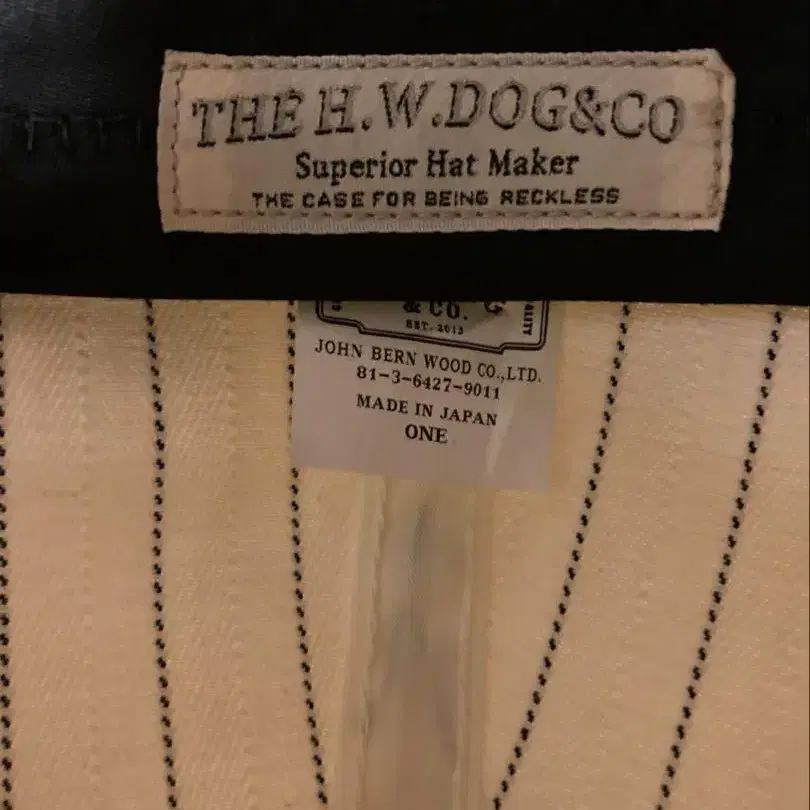 THE H.W.DOG&CO
Superior Hat Maker
THE CASE FOR BEING RECKLESS
& CO.
EST. 2013
JOHN BERN WOOD CO.,LTD.
81-3-6427-9011
MADE IN JAPAN
ONE